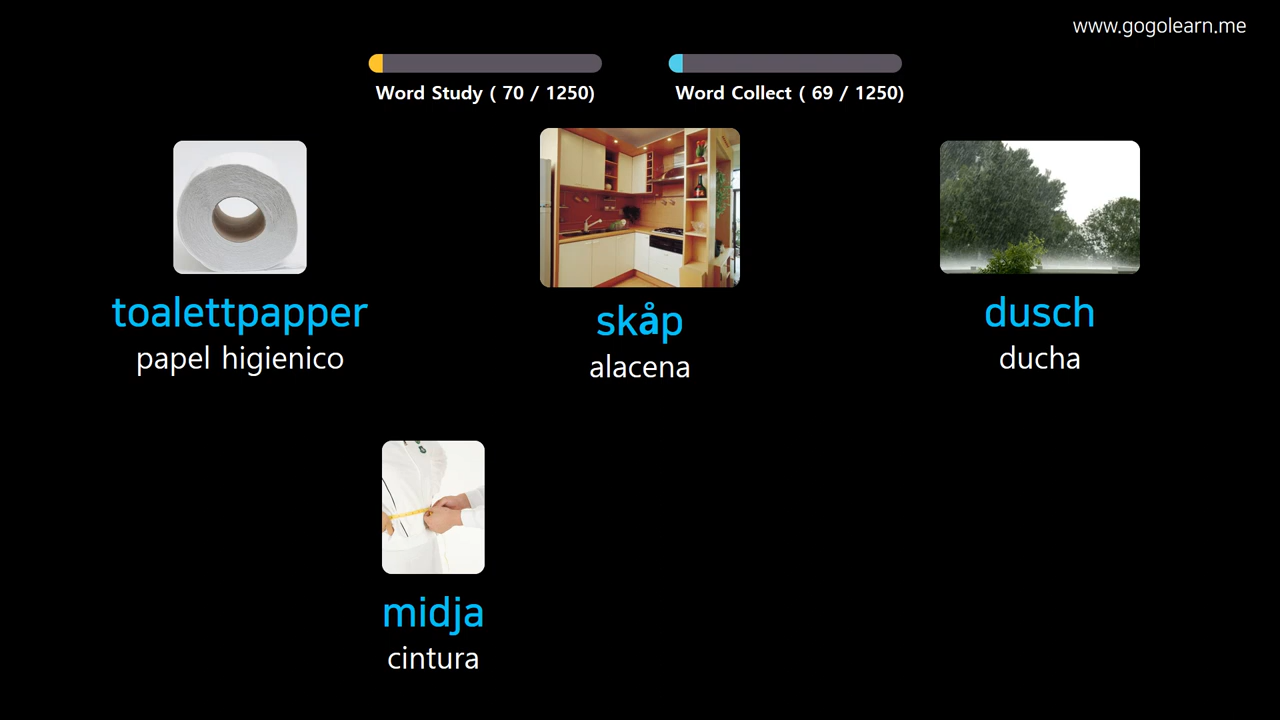 www.gogolearn.me
Word Study ( 70 / 1250)
Word Collect ( 69 / 1250)
toalettpapper
papel higienico
skåp
alacena
dusch
ducha
midja
cintura